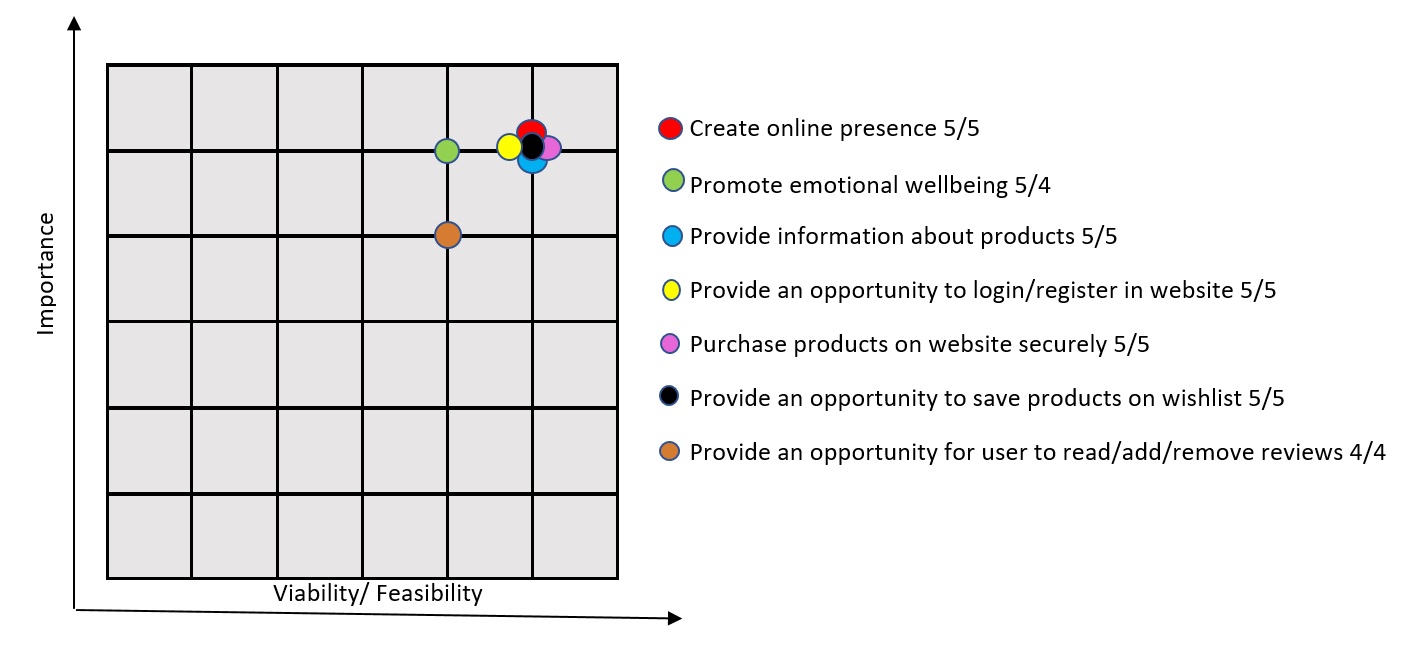 Importance
Viability/ Feasibility
Create online presence 5/5
Promote emotional wellbeing 5/4
Provide information about products 5/5
Provide an opportunity to login/register in website 5/5
Purchase products on website securely 5/5
Provide an opportunity to save products on wishlist 5/5
Provide an opportunity for user to read/add/remove reviews 4/4